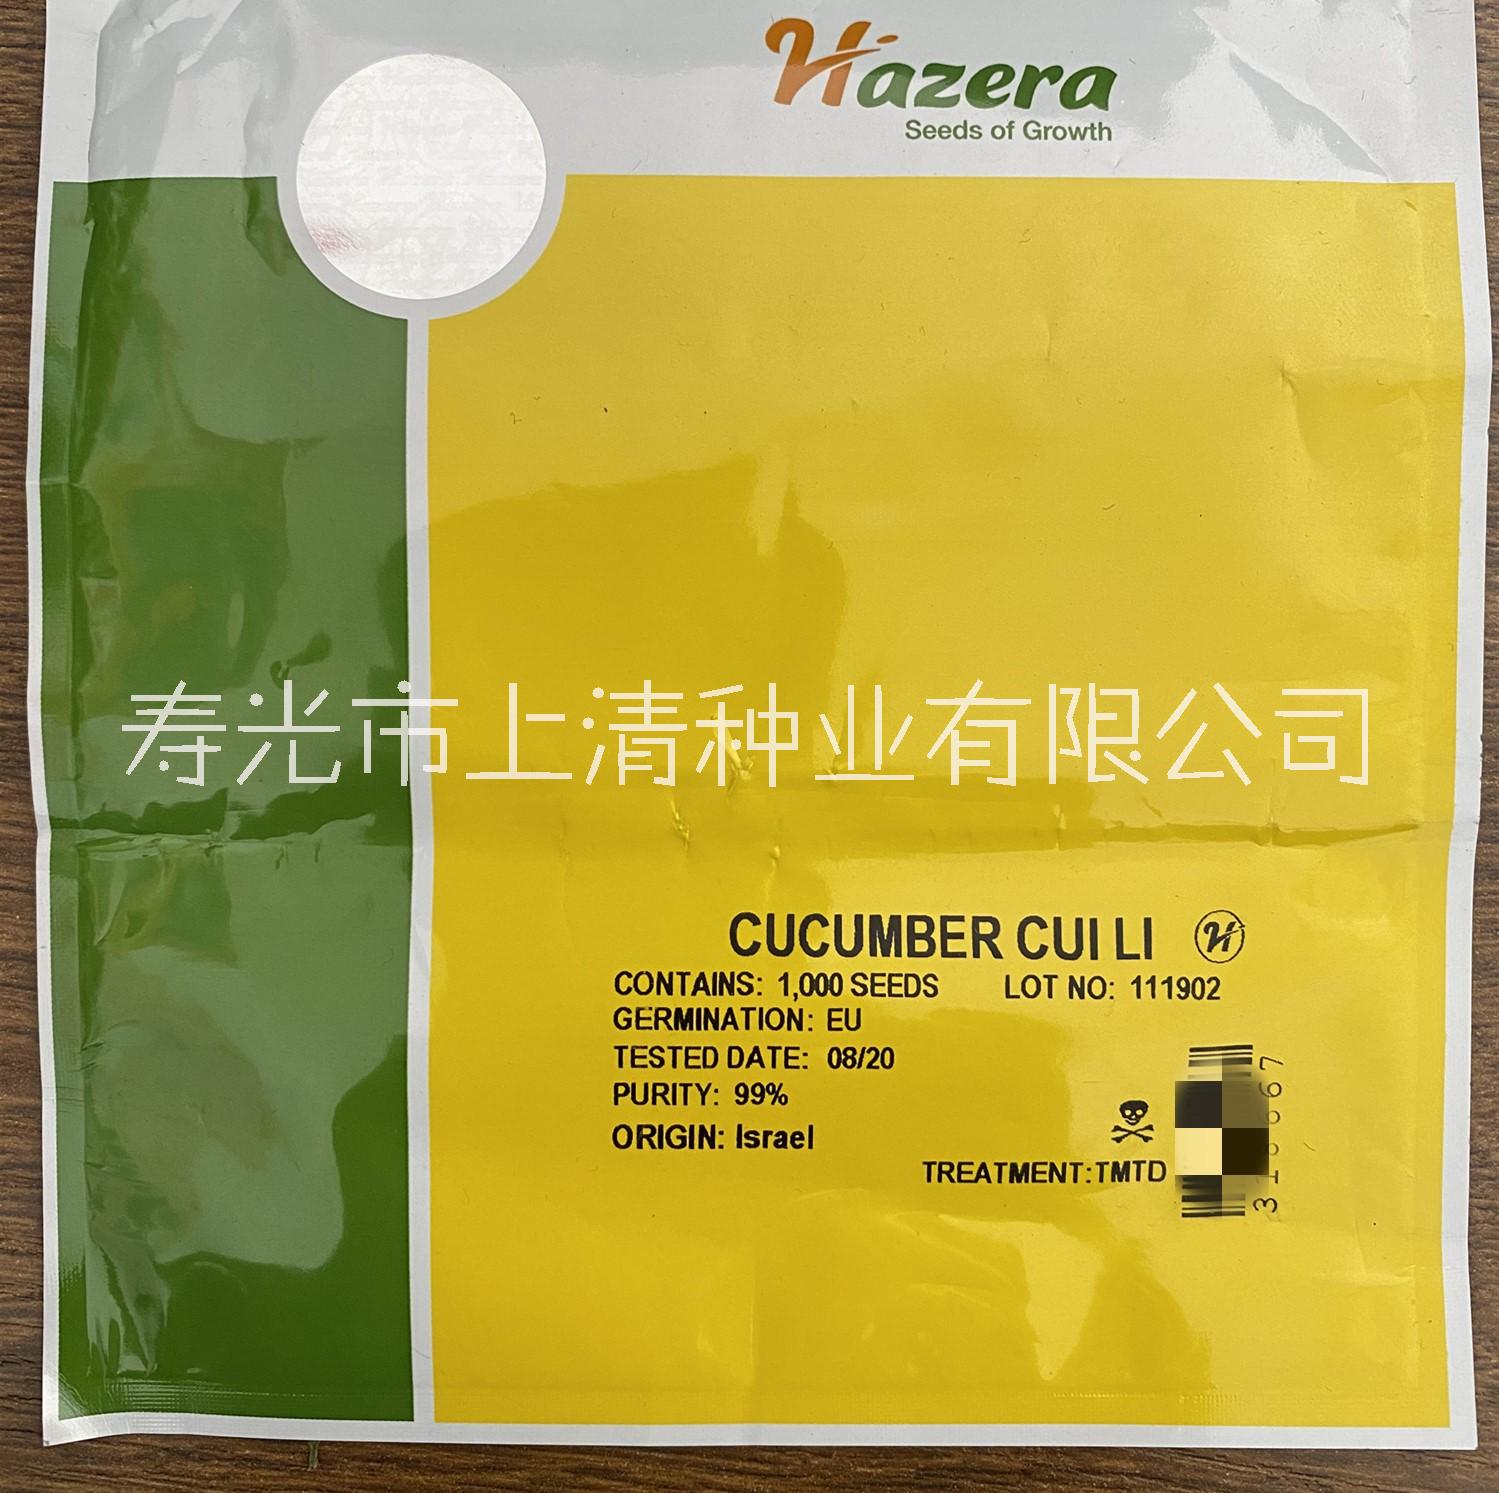 Hazera
Seeds of Growth
寿光市上清种业有限公司
CUCUMBER CUI LI
CONTAINS: 1,000 SEEDS LOT NO: 111902
GERMINATION: EU
TESTED DATE: 08/20
PURITY: 99%
ORIGIN: Israel
TREATMENT:TMTD